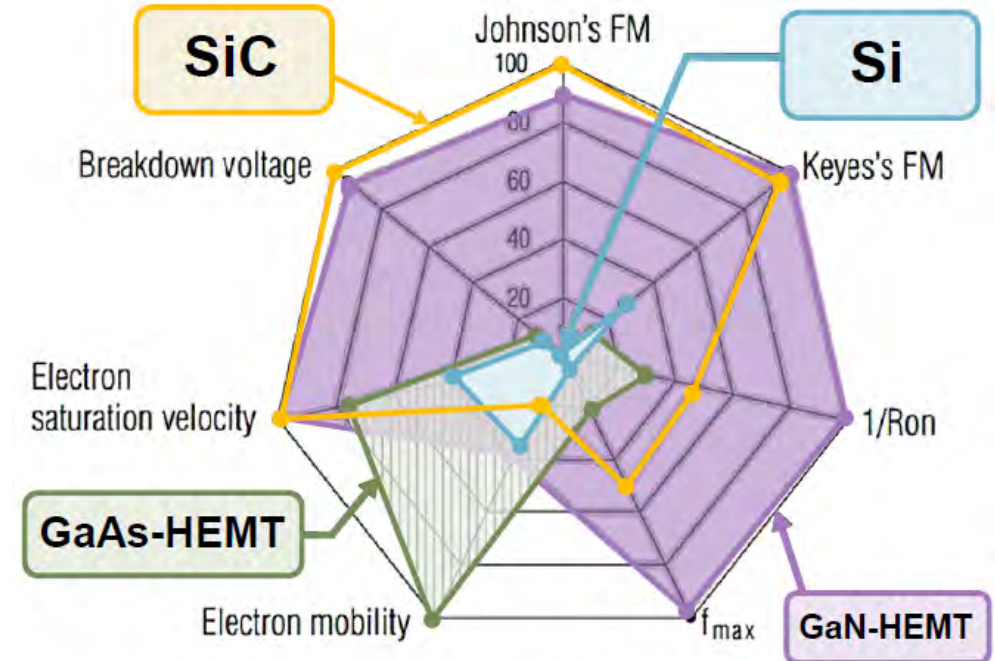 Johnson's FM
SiC
Si
100
80
Breakdown voltage
60
Keyes's FM
40
20
Electron
saturation velocity
1/Ron
GaAs-HEMT
Electron mobility
fmax
GaN-HEMT